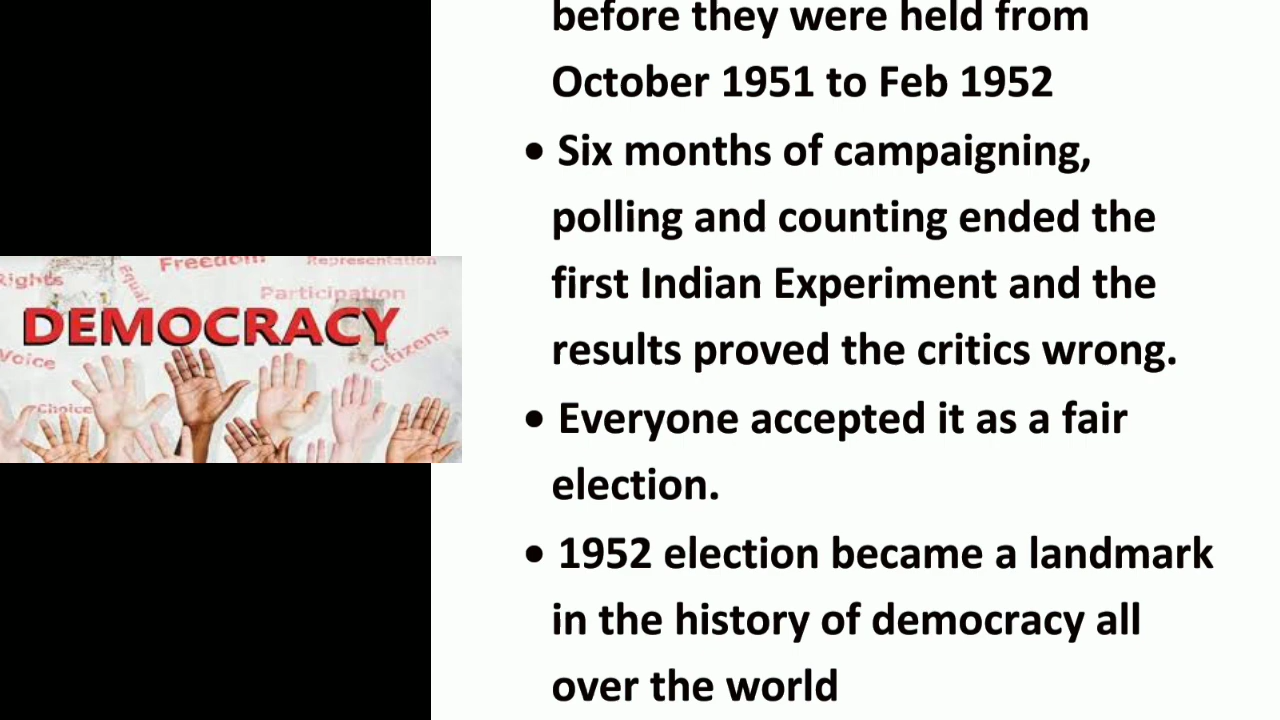 before they were held from
October 1951 to Feb 1952
• Six months of campaigning,
polling and counting ended the
first Indian Experiment and the
results proved the critics wrong.
• Everyone accepted it as a fair
election.
• 1952 election became a landmark
in the history of democracy all
over the world
Freedom
Representation
Rights
Equal
Participation
DEMOCRACY
Citizens
Voice
Choice